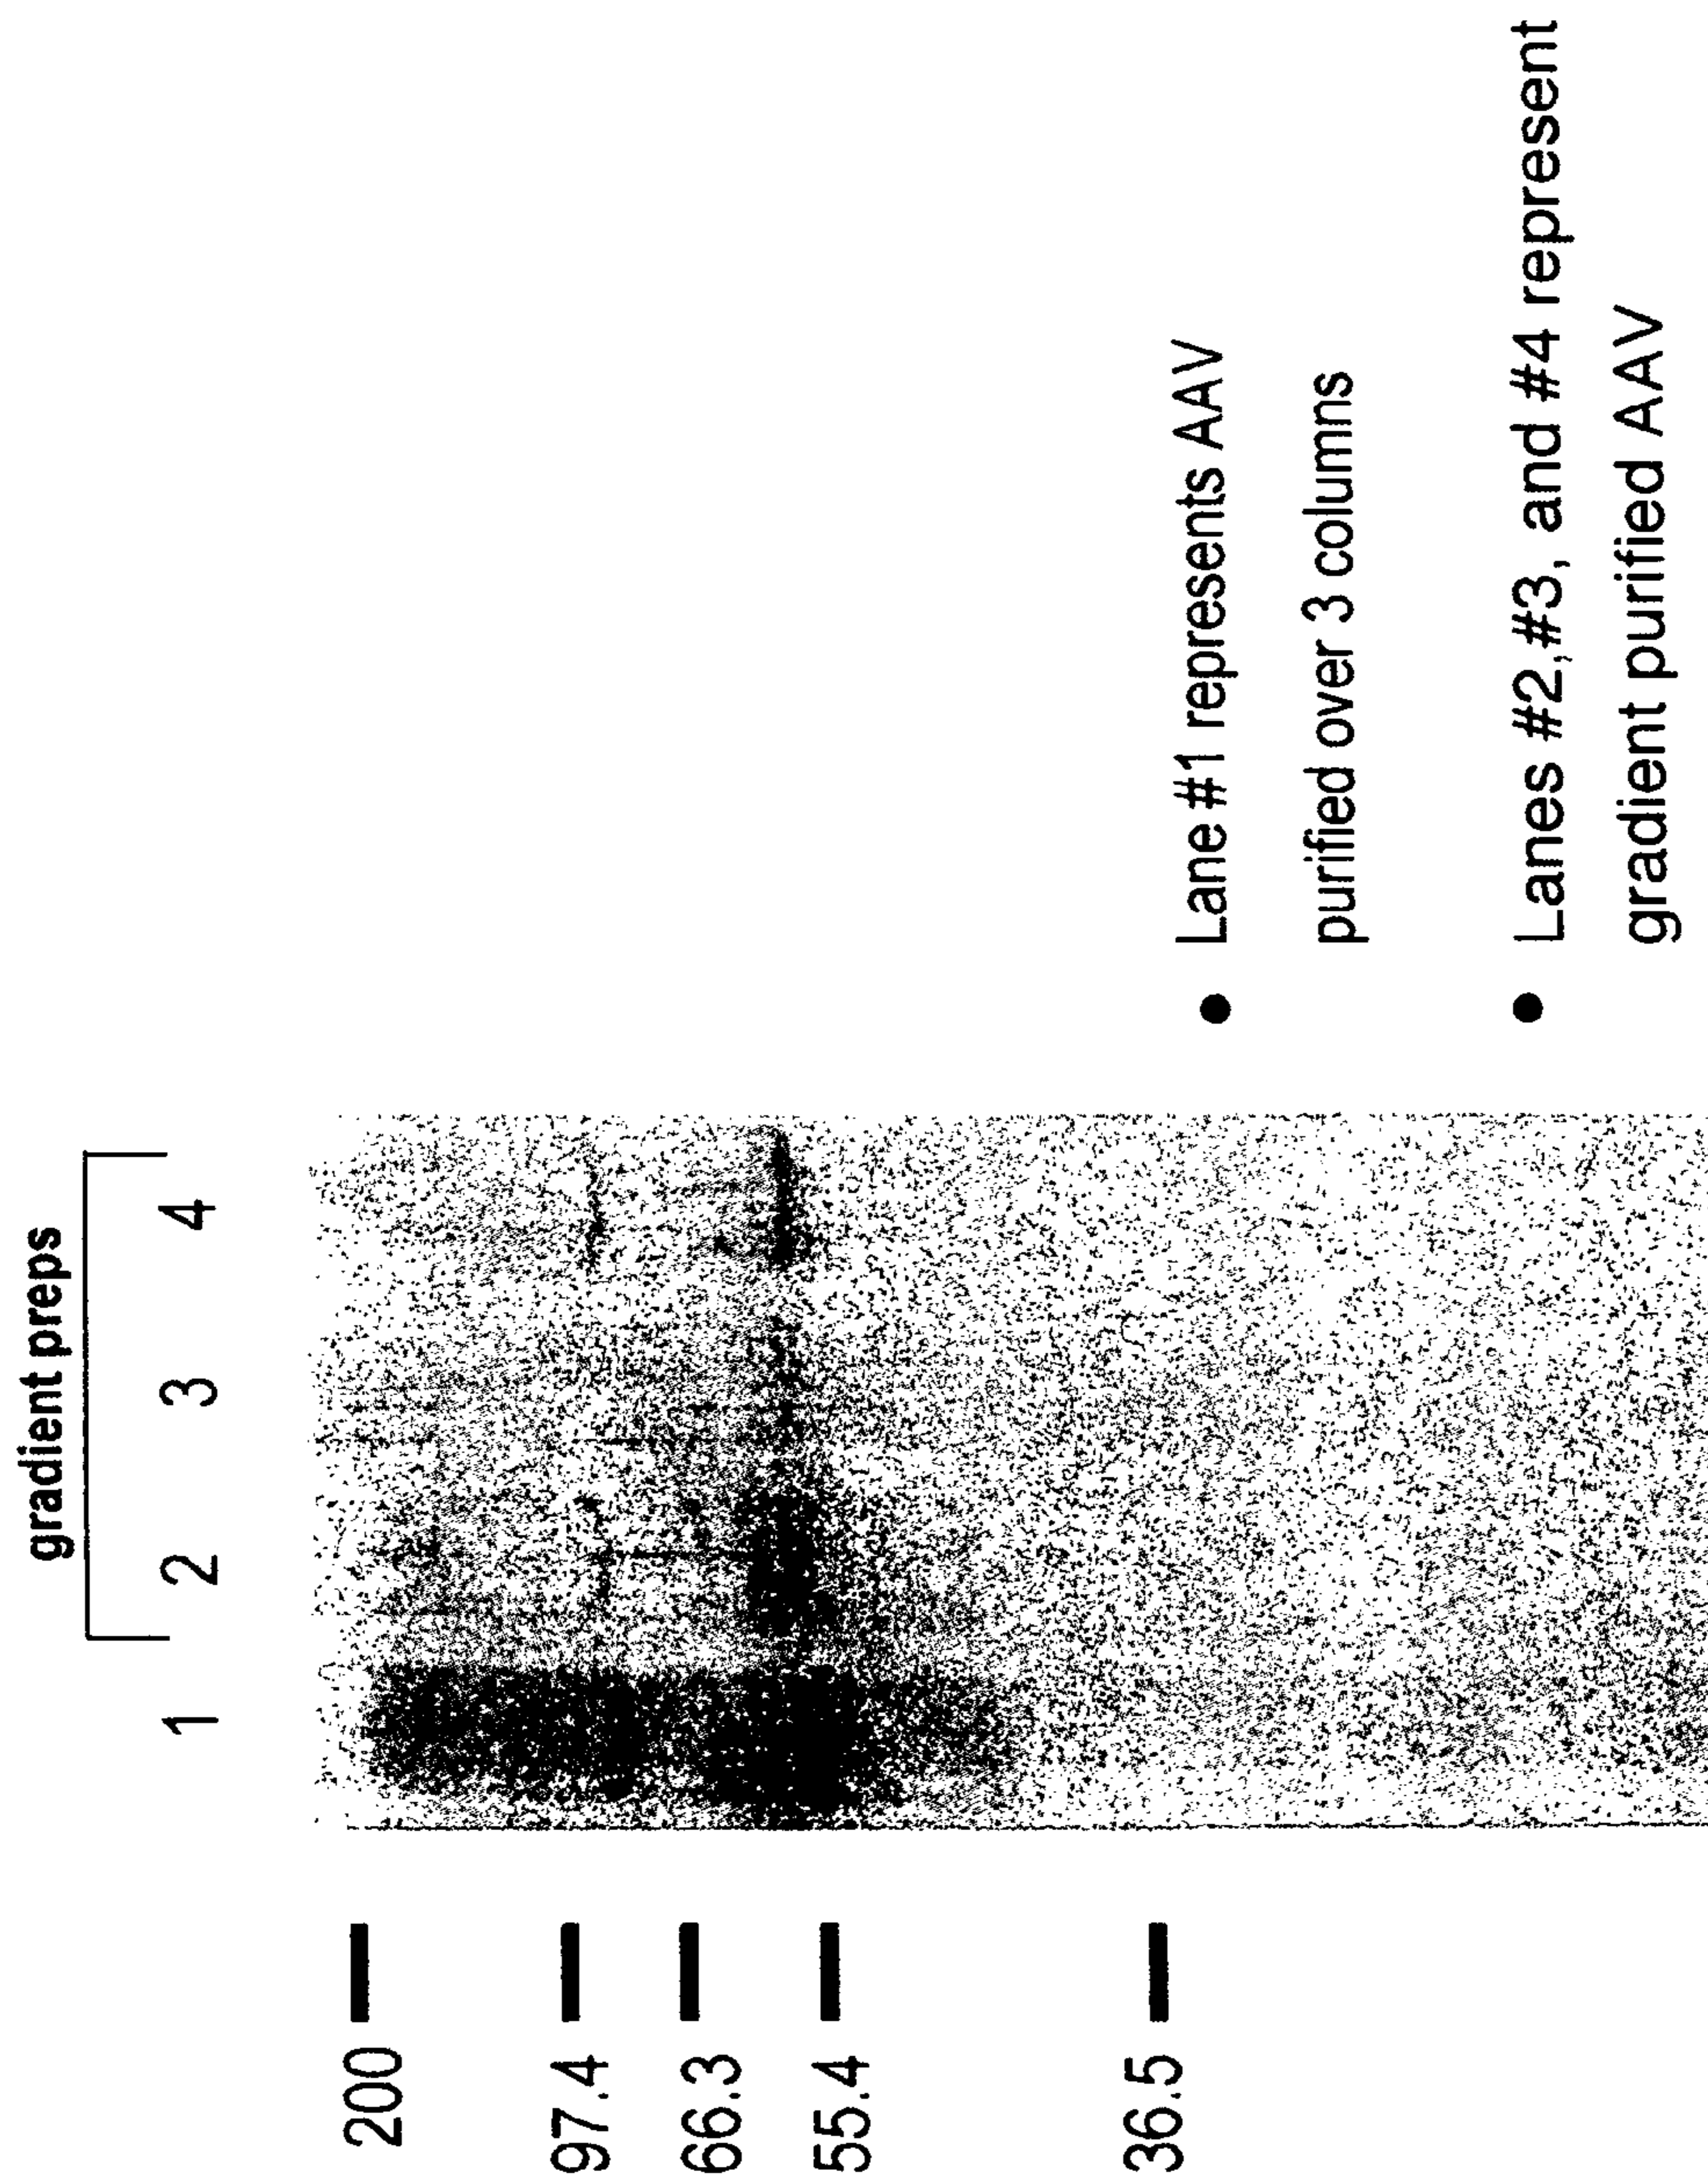 gradient preps
1 2 3 4
200
97.4
66.3
55.4
36.5
• Lane #1 represents AAV
purified over 3 columns
• Lanes #2,#3, and #4 represent
gradient purified AAV